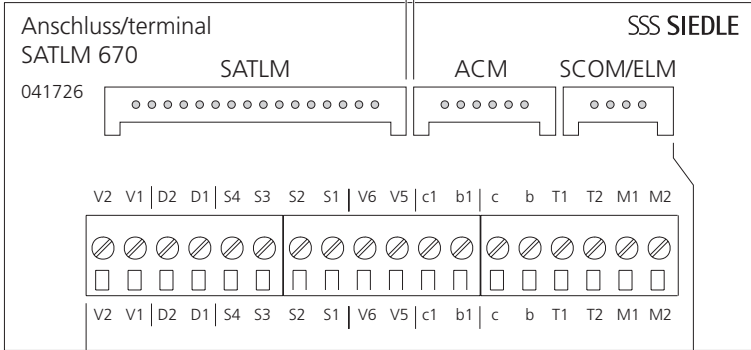 Anschluss/terminal
SSS SIEDLE
SATLM 670
SATLM ACM SCOM/ELM
041726
V2 V1 D2 D1 S4 S3 S2 S1 V6 V5 c1 b1 c b T1 T2 M1 M2
V2 V1 D2 D1 S4 S3 S2 S1 V6 V5 c1 b1 c b T1 T2 M1 M2